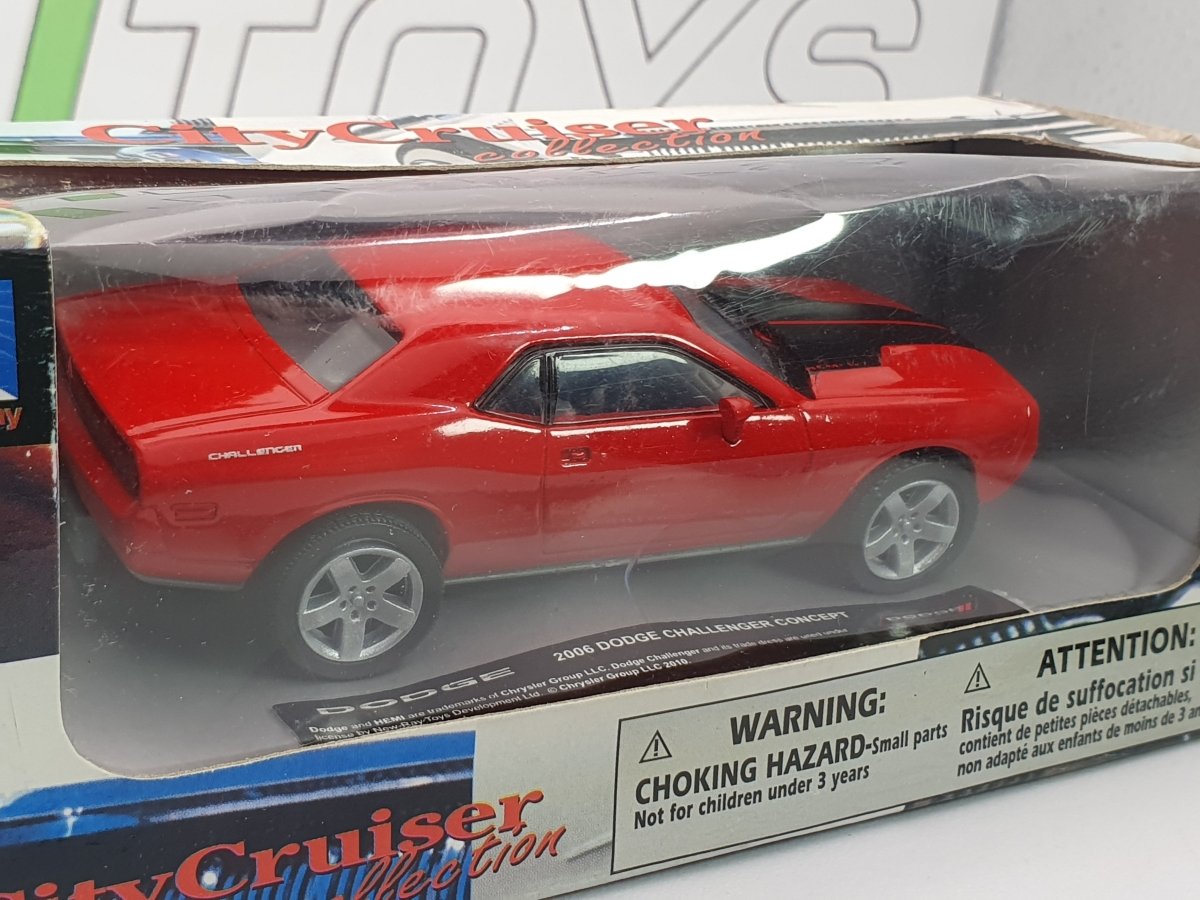 TOYS
CityCruiser
collection
ay
CHALLENGER
2006 DODGE CHALLENGER CONCEPT
DODGE
Dodge and HEMI are trademarks of Chrysler Group LLC. Dodge Challenger and its trade dress are used under
license by New-Ray Toys Development Ltd. © Chrysler Group LLC 2010.
WARNING:
CHOKING HAZARD-Small parts
Not for children under 3 years
ATTENTION:
Risque de suffocation si
contient de petites pièces détachables,
non adapté aux enfants de moins de 3 an
CityCruiser
collection